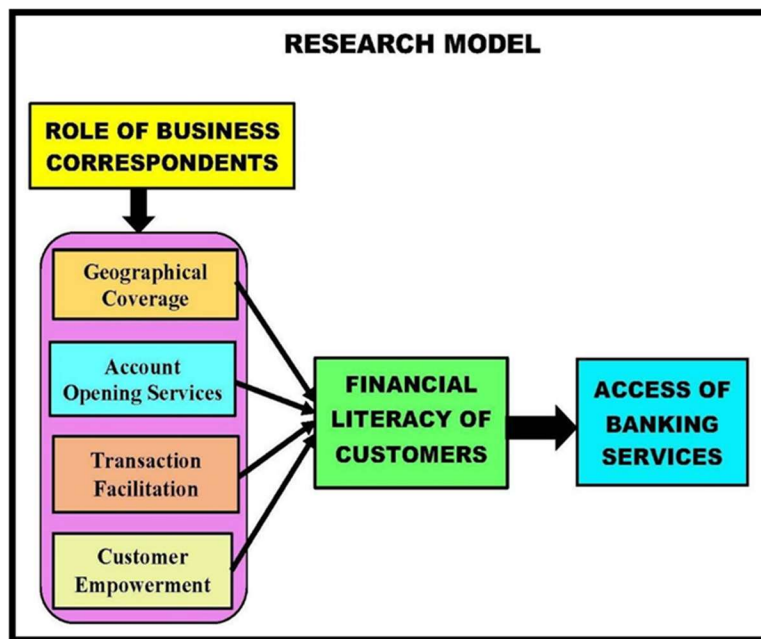 RESEARCH MODEL
ROLE OF BUSINESS
CORRESPONDENTS
Geographical
Coverage
Account
Opening Services
Transaction
Facilitation
Customer
Empowerment
FINANCIAL
LITERACY OF
CUSTOMERS
ACCESS OF
BANKING
SERVICES